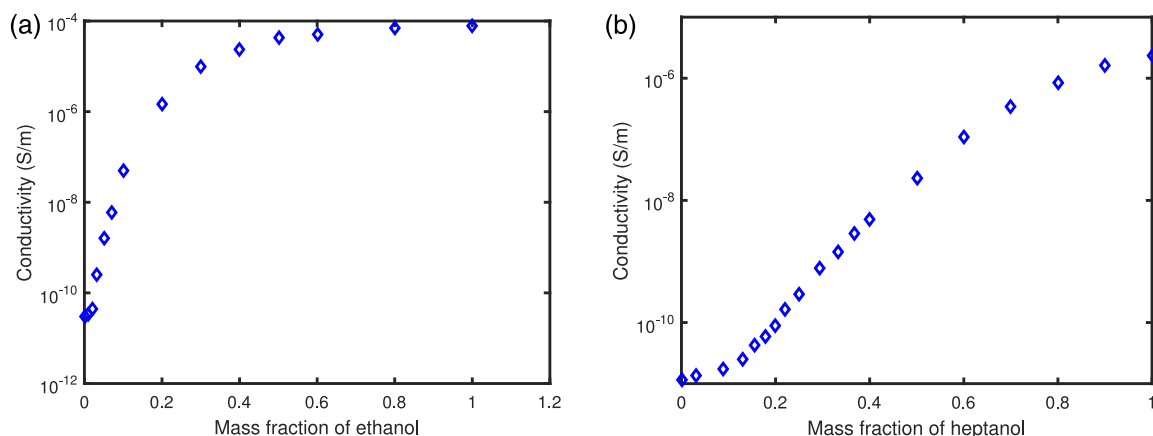 (a)
Conductivity (S/m)
10⁻⁴
10⁻⁶
10⁻⁸
10⁻¹⁰
10⁻¹²
0 0.2 0.4 0.6 0.8 1 1.2
Mass fraction of ethanol
(b)
Conductivity (S/m)
10⁻⁶
10⁻⁸
10⁻¹⁰
0 0.2 0.4 0.6 0.8 1
Mass fraction of heptanol